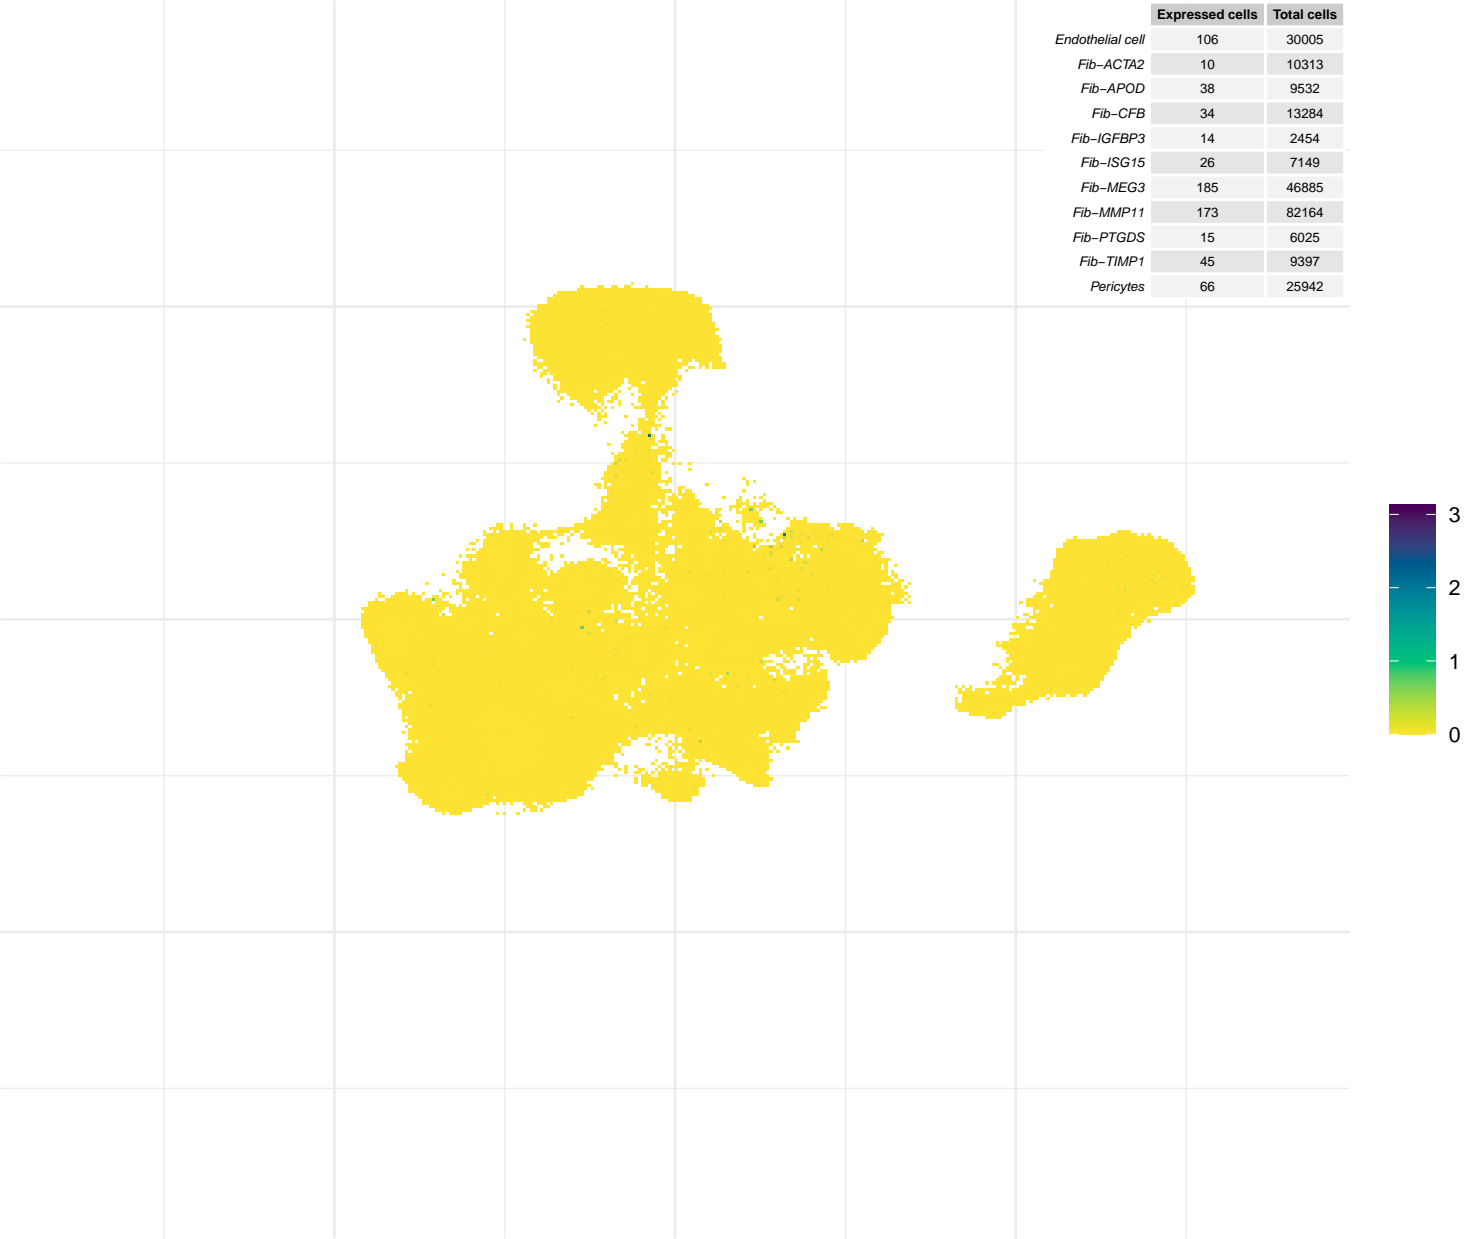 Expressed cells Total cells
Endothelial cell 106 30005
Fib−ACTA2 10 10313
Fib−APOD 38 9532
Fib−CFB 34 13284
Fib−IGFBP3 14 2454
Fib−ISG15 26 7149
Fib−MEG3 185 46885
Fib−MMP11 173 82164
Fib−PTGDS 15 6025
Fib−TIMP1 45 9397
Pericytes 66 25942
3
2
1
0